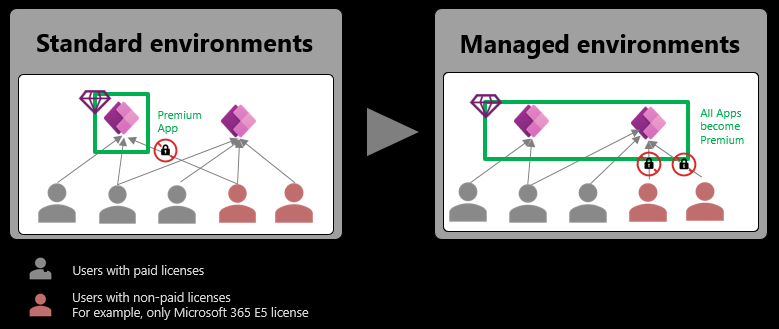 Standard environments
Premium
App
Managed environments
All Apps
become
Premium
Users with paid licenses
Users with non-paid licenses
For example, only Microsoft 365 E5 license